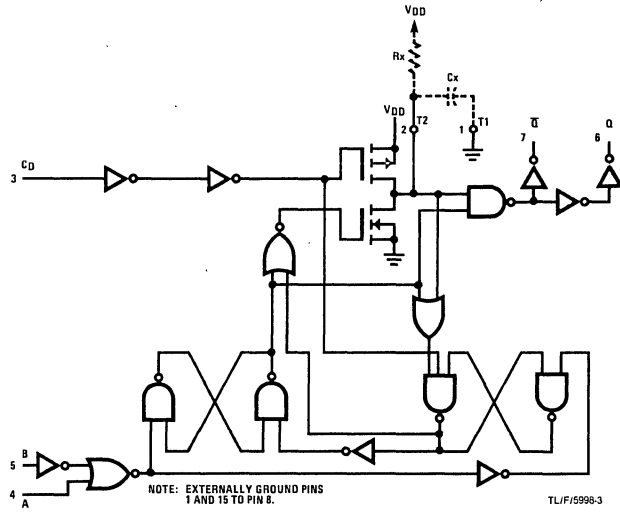 VDD
Rx
Cx
VDD
2 T2
1 T1
Q̅
7
Q
6
CD
3
B
5
4
A
NOTE: EXTERNALLY GROUND PINS
1 AND 15 TO PIN 8.
TL/F/5998-3